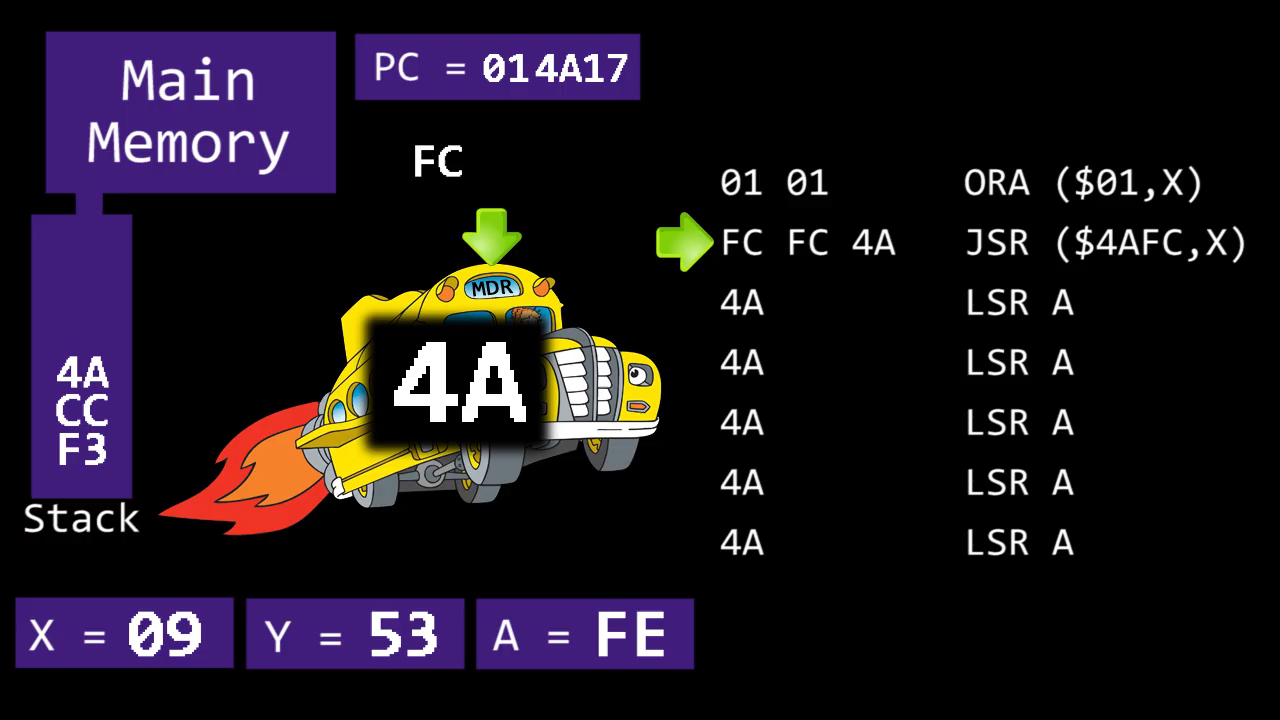 Main
Memory
PC = 014A17
FC
MDR
4A
4A
CC
F3
Stack
01 01 ORA ($01,X)
FC FC 4A JSR ($4AFC,X)
4A LSR A
4A LSR A
4A LSR A
4A LSR A
4A LSR A
X = 09
Y = 53
A = FE